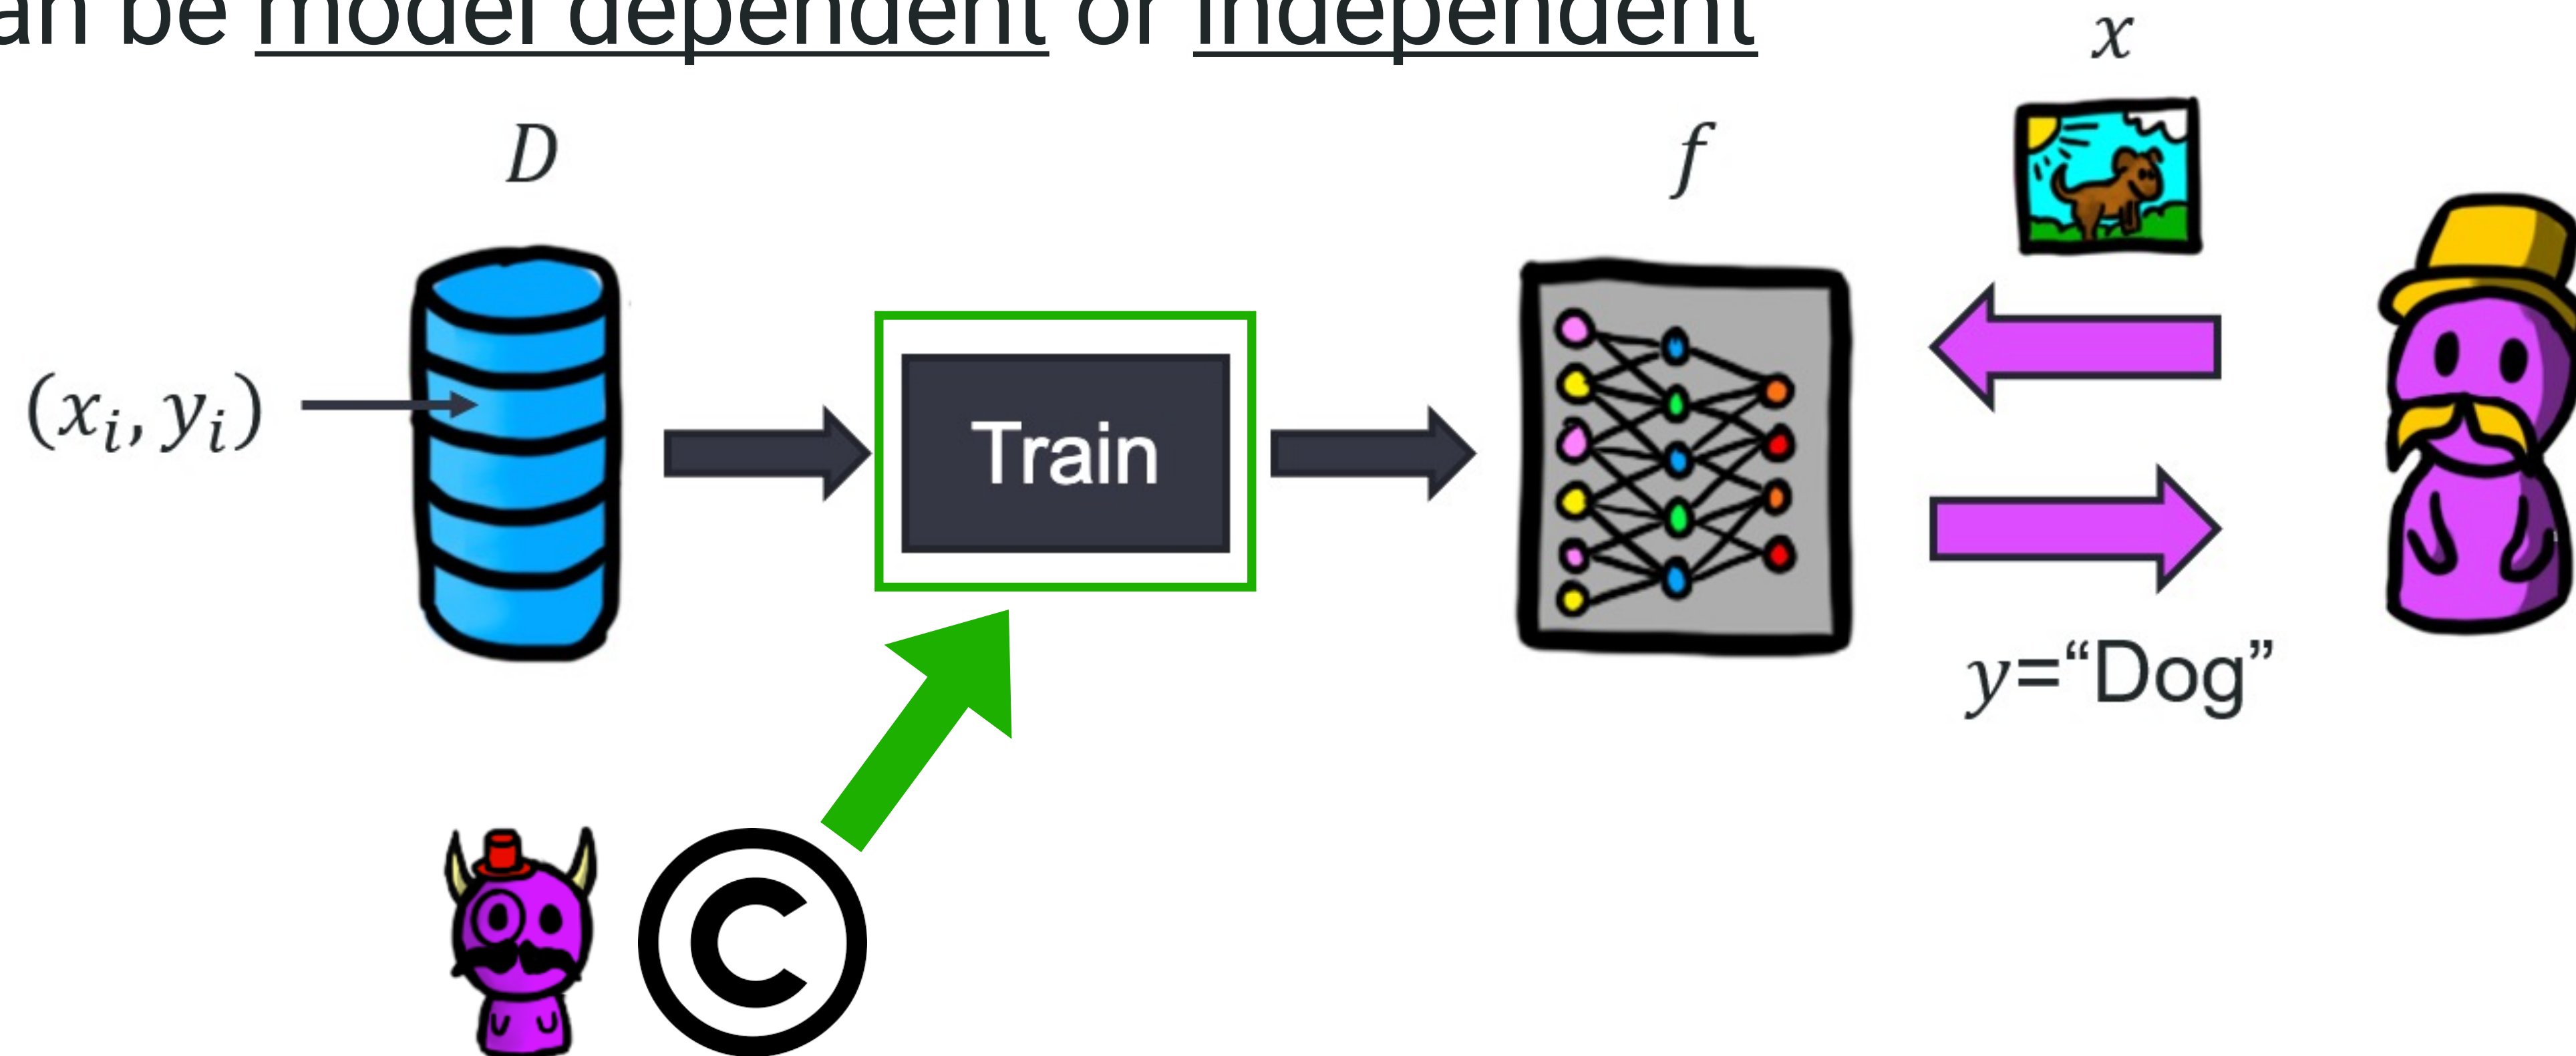 an be model dependent or independent
x
D
f
(xᵢ, yᵢ)
Train
y=“Dog”
©